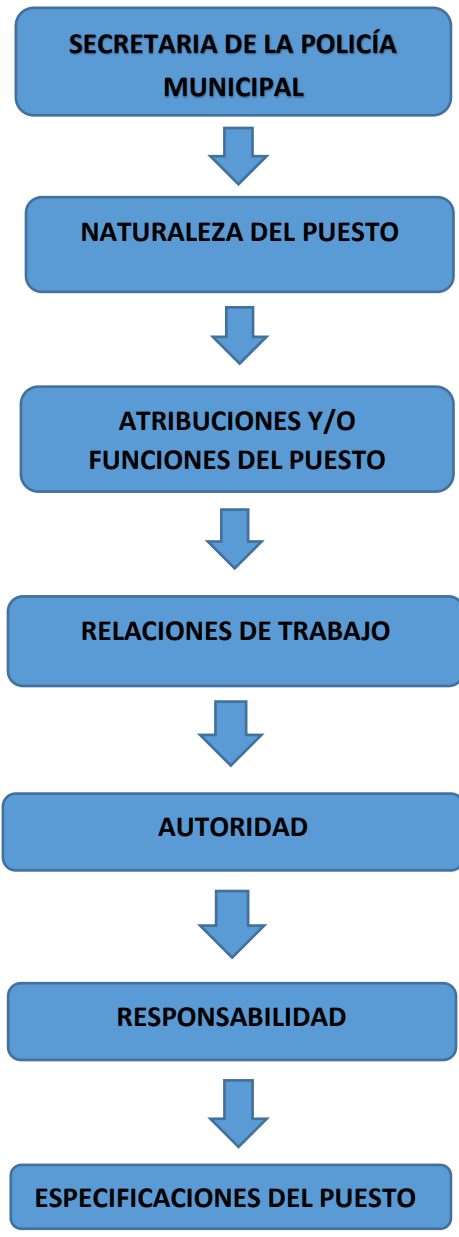 SECRETARIA DE LA POLICÍA
MUNICIPAL
NATURALEZA DEL PUESTO
ATRIBUCIONES Y/O
FUNCIONES DEL PUESTO
RELACIONES DE TRABAJO
AUTORIDAD
RESPONSABILIDAD
ESPECIFICACIONES DEL PUESTO